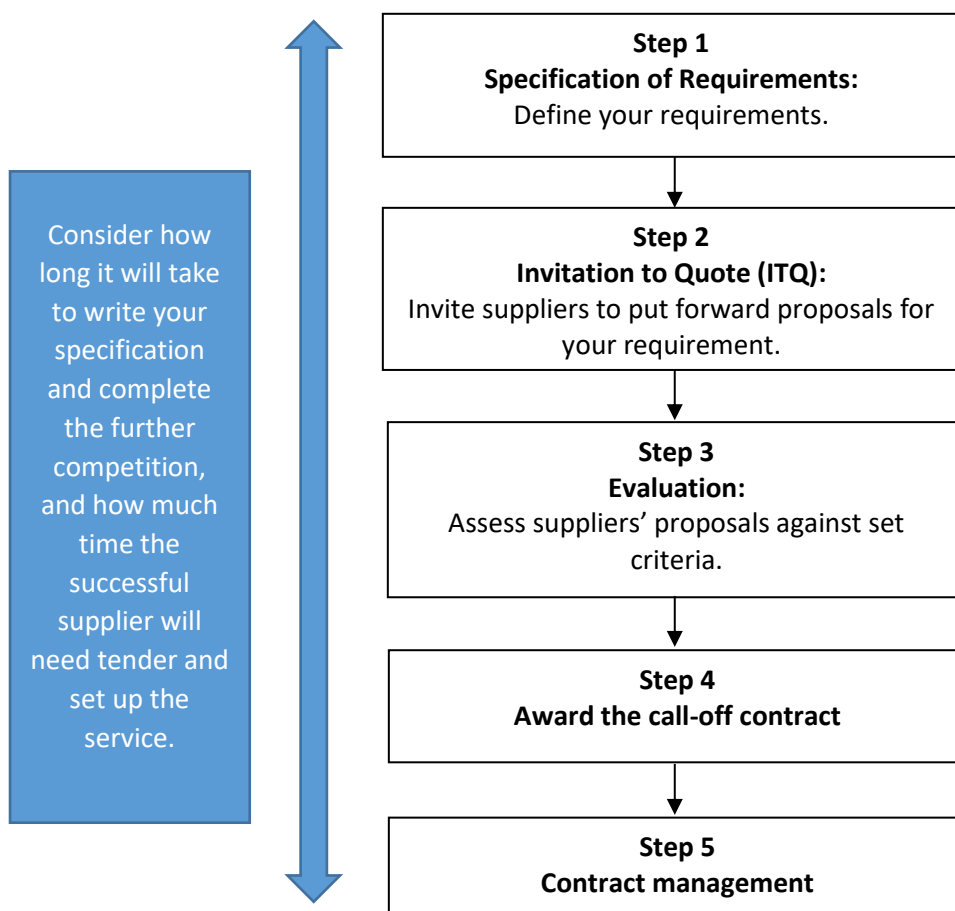 Consider how
long it will take
to write your
specification
and complete
the further
competition,
and how much
time the
successful
supplier will
need tender and
set up the
service.
Step 1
Specification of Requirements:
Define your requirements.
Step 2
Invitation to Quote (ITQ):
Invite suppliers to put forward proposals for
your requirement.
Step 3
Evaluation:
Assess suppliers’ proposals against set
criteria.
Step 4
Award the call-off contract
Step 5
Contract management